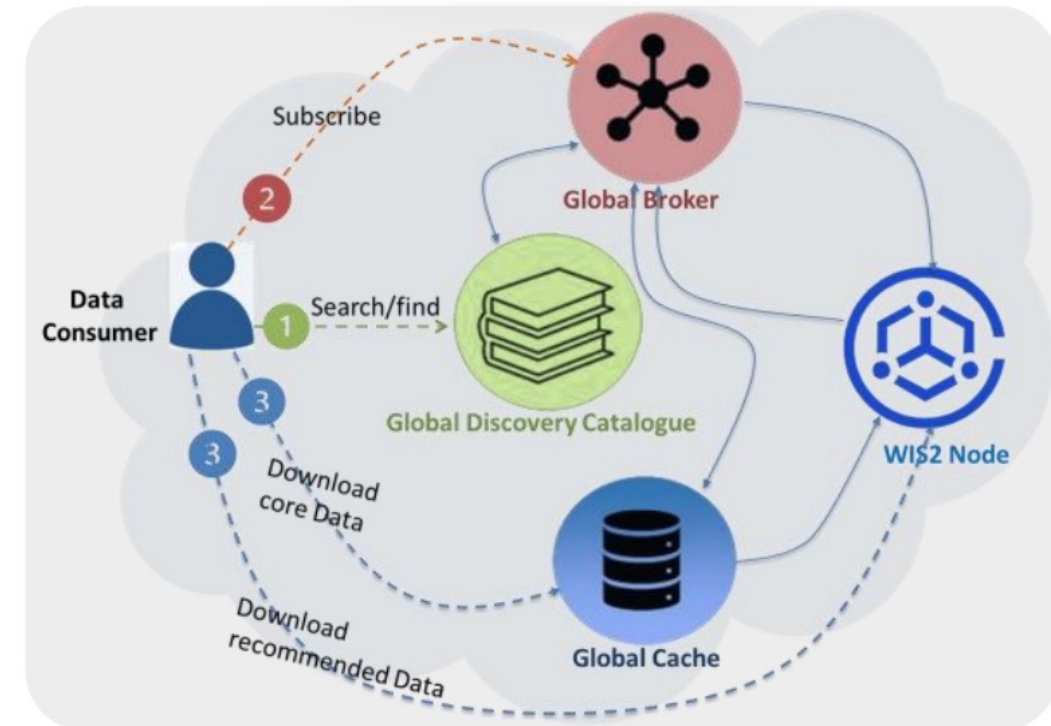 Subscribe
2
Global Broker
Data
Consumer
1
Search/find
Global Discovery Catalogue
3
3
WIS2 Node
Download
core Data
Download
recommended Data
Global Cache